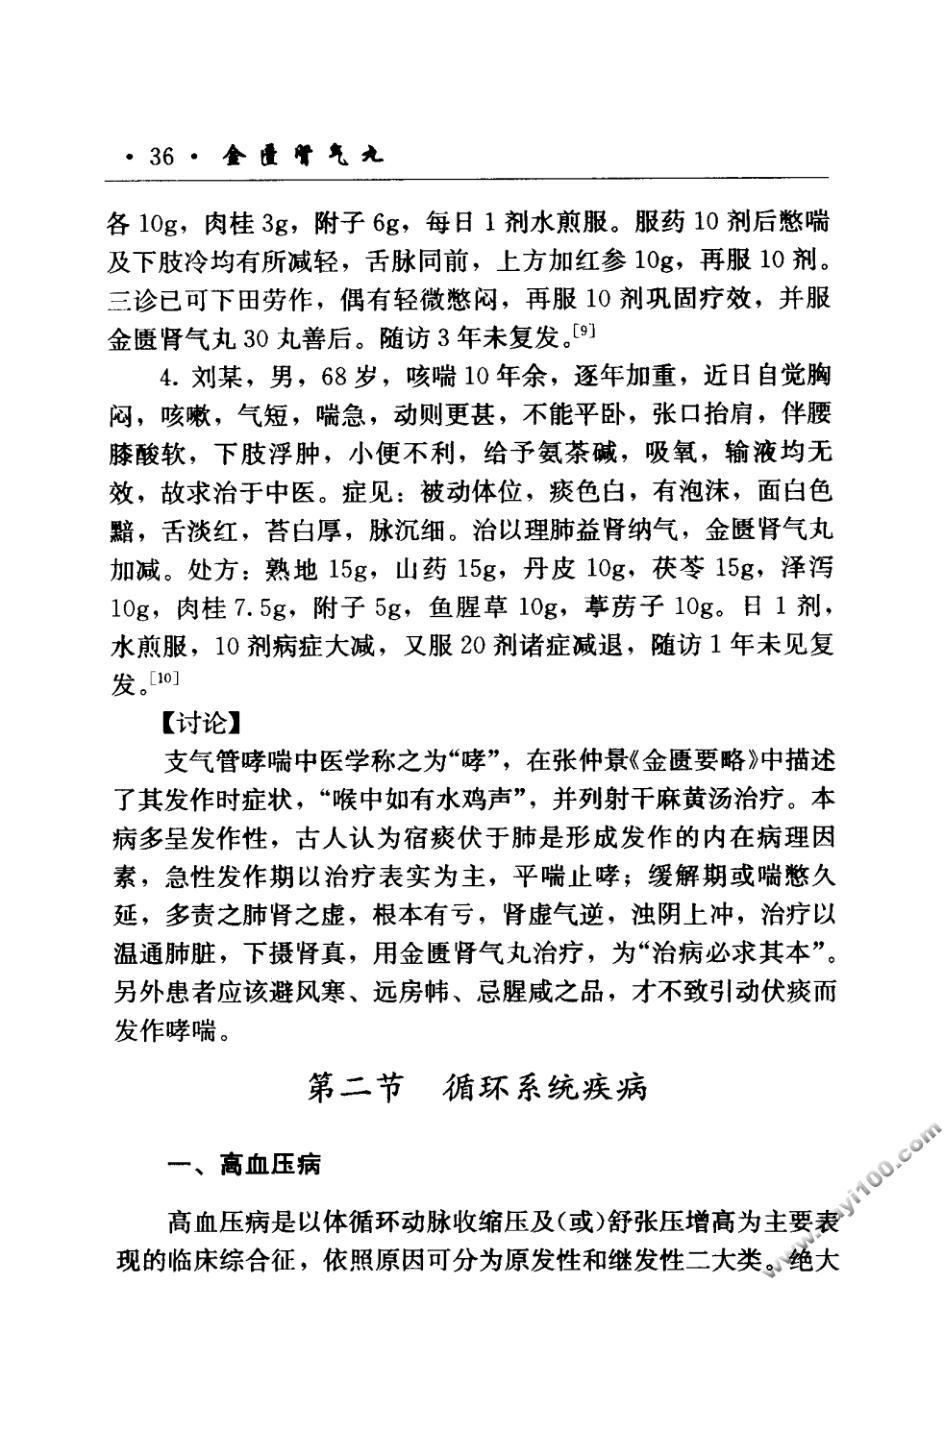 ·36· 金匮肾气丸
各 10g，肉桂 3g，附子 6g，每日 1 剂水煎服。服药 10 剂后憋喘
及下肢冷均有所减轻，舌脉同前，上方加红参 10g，再服 10 剂。
三诊已可下田劳作，偶有轻微憋闷，再服 10 剂巩固疗效，并服
金匮肾气丸 30 丸善后。随访 3 年未复发。[9]
4. 刘某，男，68 岁，咳喘 10 年余，逐年加重，近日自觉胸
闷，咳嗽，气短，喘急，动则更甚，不能平卧，张口抬肩，伴腰
膝酸软，下肢浮肿，小便不利，给予氨茶碱，吸氧，输液均无
效，故求治于中医。症见：被动体位，痰色白，有泡沫，面白色
黯，舌淡红，苔白厚，脉沉细。治以理肺益肾纳气，金匮肾气丸
加减。处方：熟地 15g，山药 15g，丹皮 10g，茯苓 15g，泽泻
10g，肉桂 7.5g，附子 5g，鱼腥草 10g，葶苈子 10g。日 1 剂，
水煎服，10 剂病症大减，又服 20 剂诸症减退，随访 1 年未见复
发。[10]
【讨论】
支气管哮喘中医学称之为“哮”，在张仲景《金匮要略》中描述
了其发作时症状，“喉中如有水鸡声”，并列射干麻黄汤治疗。本
病多呈发作性，古人认为宿痰伏于肺是形成发作的内在病理因
素，急性发作期以治疗表实为主，平喘止哮；缓解期或喘憋久
延，多责之肺肾之虚，根本有亏，肾虚气逆，浊阴上冲，治疗以
温通肺脏，下摄肾真，用金匮肾气丸治疗，为“治病必求其本”。
另外患者应该避风寒、远房帏、忌腥咸之品，才不致引动伏痰而
发作哮喘。
第二节 循环系统疾病
一、高血压病
高血压病是以体循环动脉收缩压及(或)舒张压增高为主要表
现的临床综合征，依照原因可分为原发性和继发性二大类。绝大